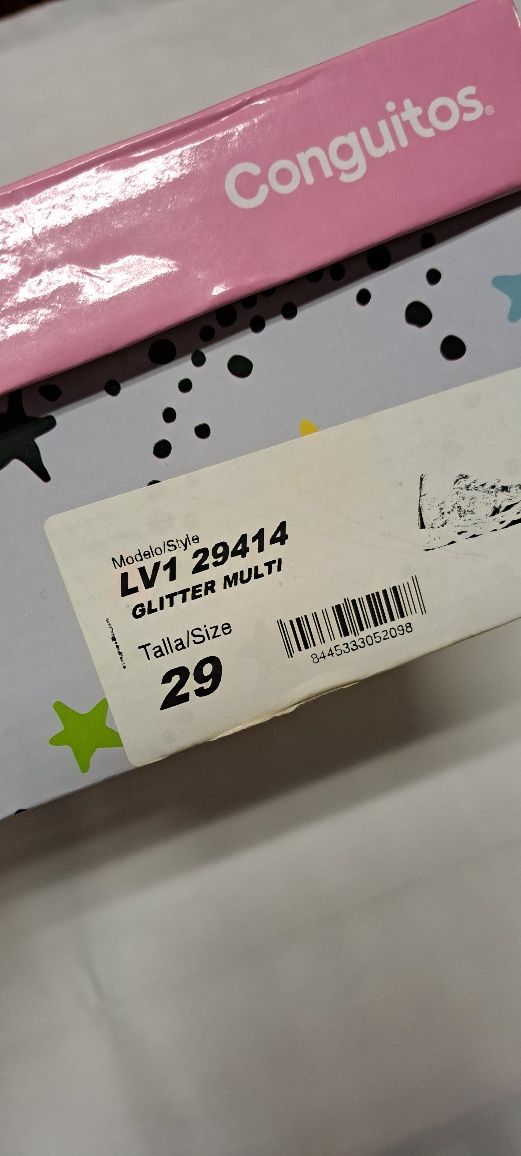 Conguitos®
Modelo/Style
LV1 29414
GLITTER MULTI
Talla/Size
29
8445333052098